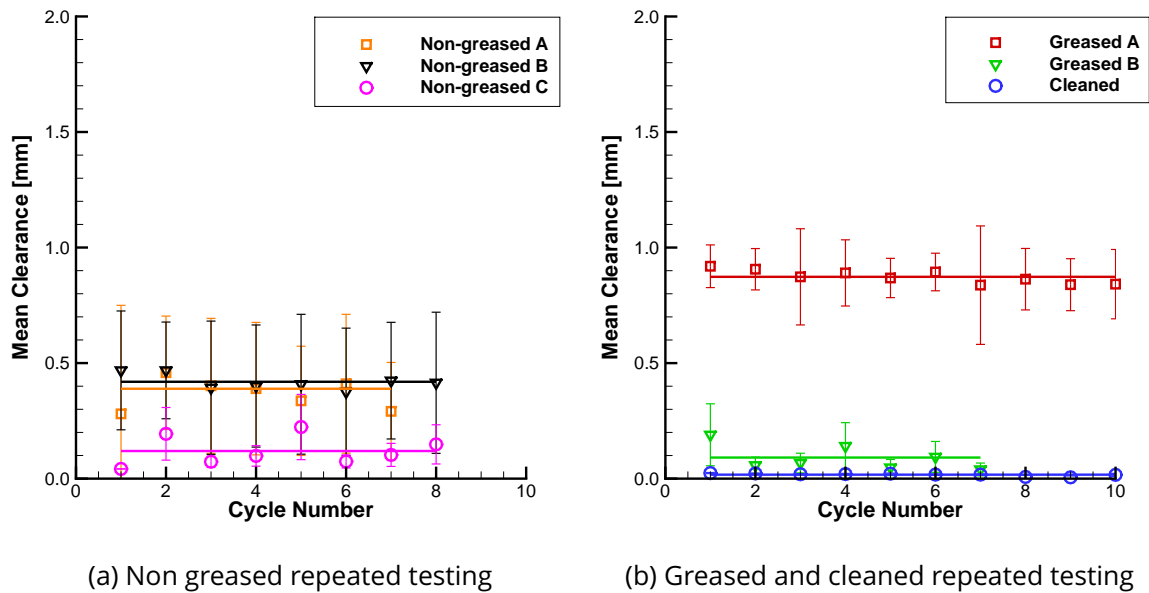 2.0
1.5
1.0
0.5
0.0
0
2
4
6
8
10
Mean Clearance [mm]
Cycle Number
Non-greased A
Non-greased B
Non-greased C
(a) Non greased repeated testing
2.0
1.5
1.0
0.5
0.0
0
2
4
6
8
10
Mean Clearance [mm]
Cycle Number
Greased A
Greased B
Cleaned
(b) Greased and cleaned repeated testing